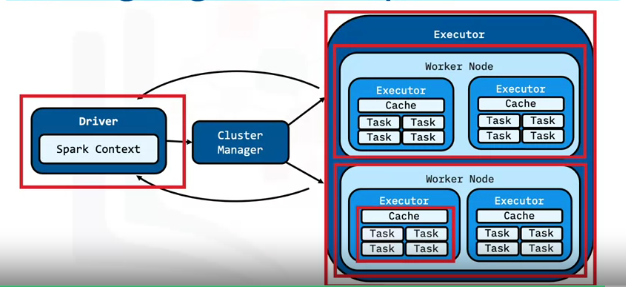 Executor
Worker Node
Executor Executor
Cache Cache
Task Task Task Task
Task Task Task Task
Driver
Spark Context
Cluster
Manager
Worker Node
Executor Executor
Cache Cache
Task Task Task Task
Task Task Task Task